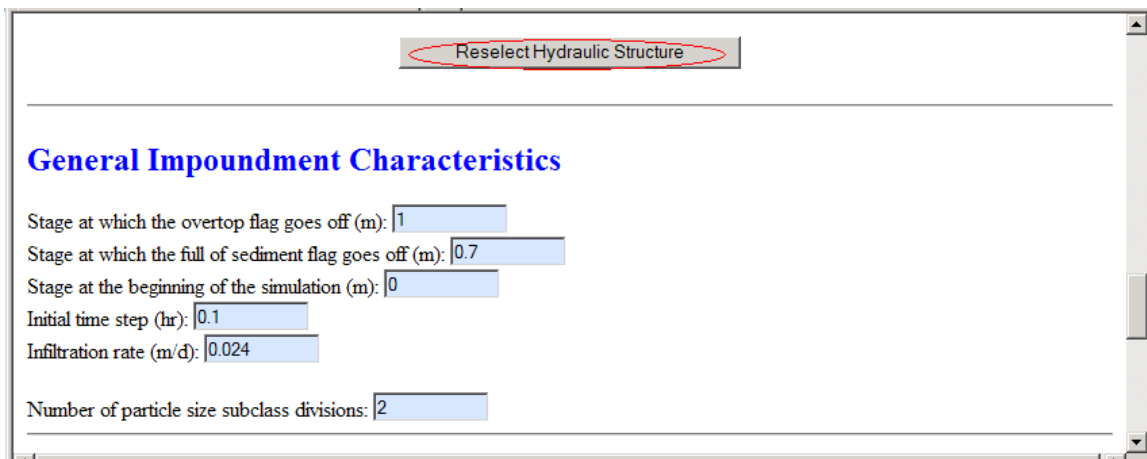 Reselect Hydraulic Structure
General Impoundment Characteristics
Stage at which the overtop flag goes off (m): 1
Stage at which the full of sediment flag goes off (m): 0.7
Stage at the beginning of the simulation (m): 0
Initial time step (hr): 0.1
Infiltration rate (m/d): 0.024
Number of particle size subclass divisions: 2